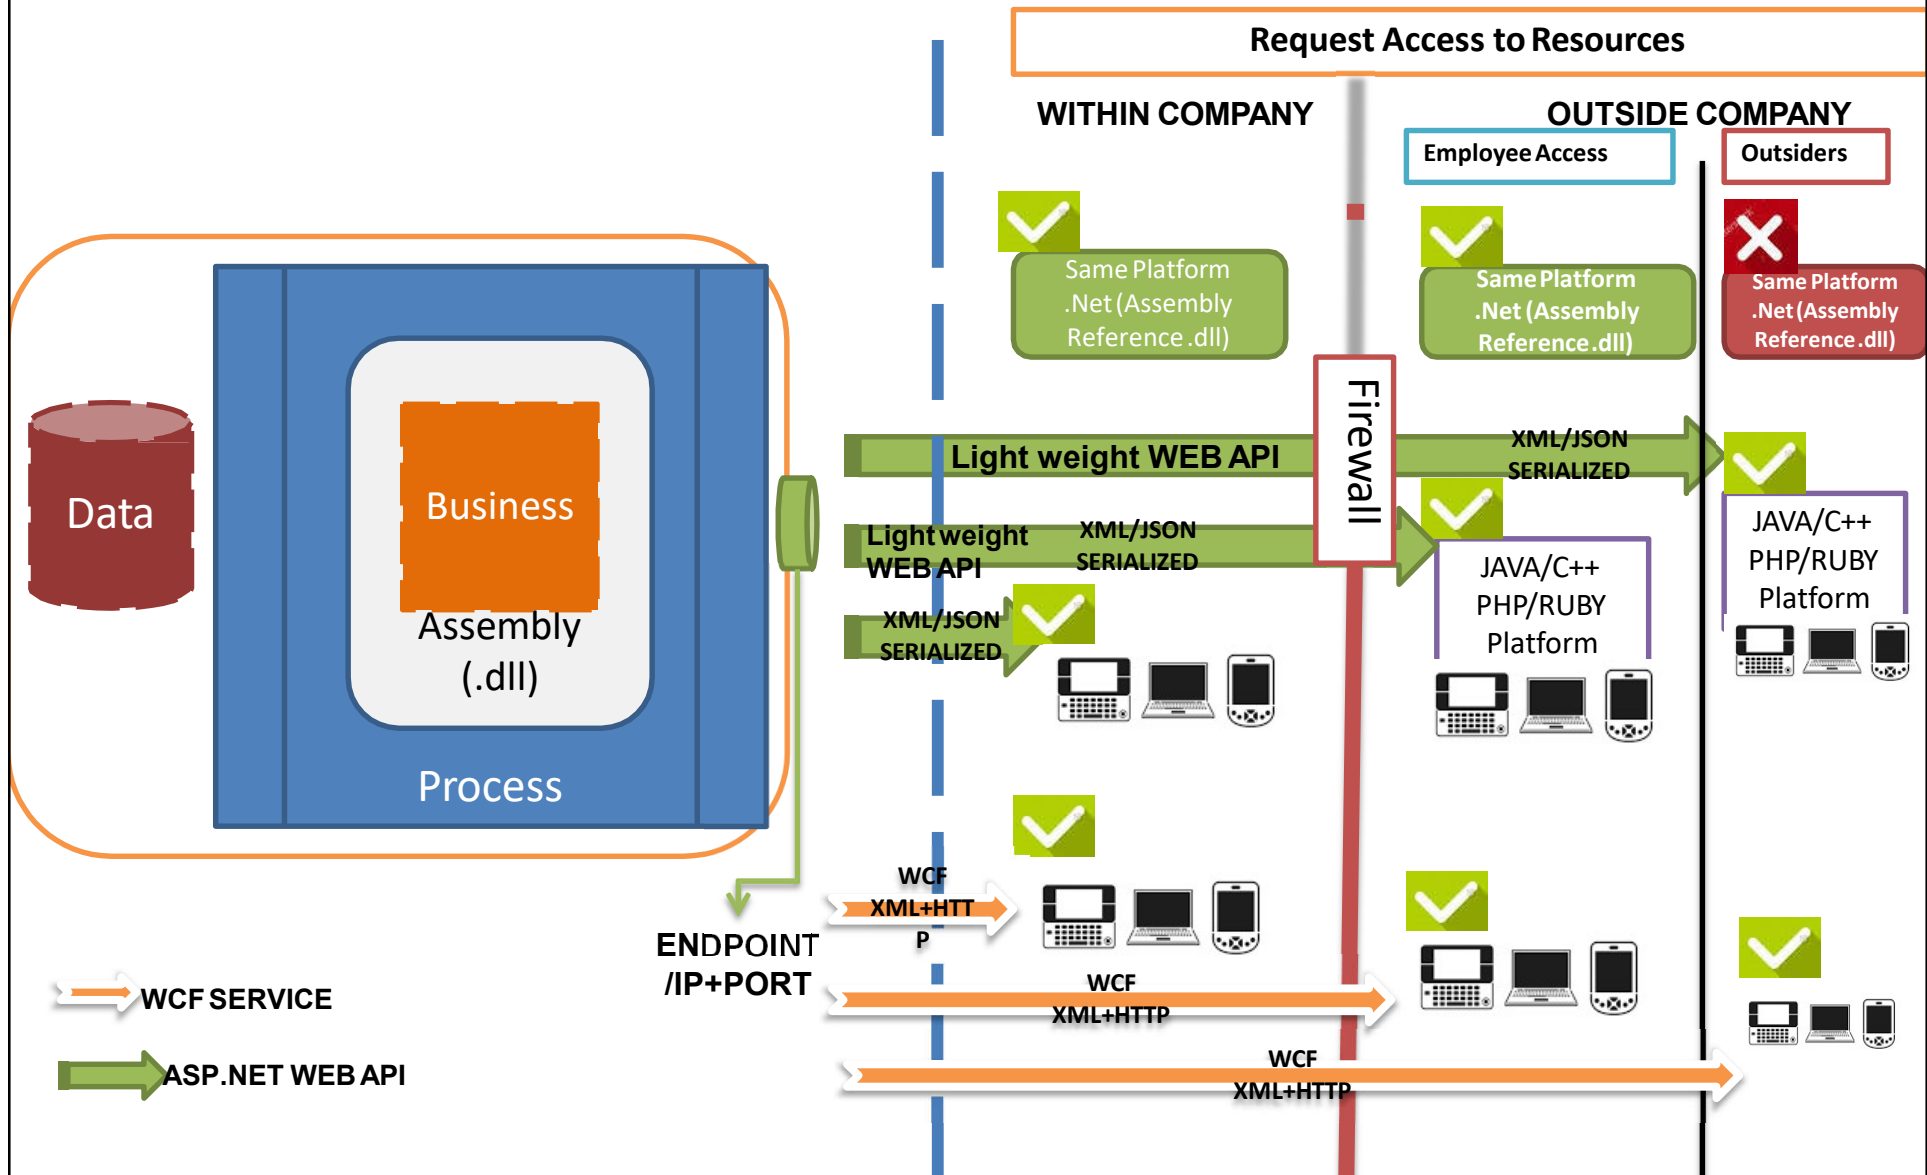 Request Access to Resources
WITHIN COMPANY
OUTSIDE COMPANY
Employee Access
Outsiders
Same Platform
.Net (Assembly
Reference .dll)
Same Platform
.Net (Assembly
Reference .dll)
Same Platform
.Net (Assembly
Reference .dll)
Data
Business
Assembly
(.dll)
Process
Firewall
Light weight WEB API
XML/JSON
SERIALIZED
Light weight
WEB API
XML/JSON
SERIALIZED
XML/JSON
SERIALIZED
JAVA/C++
PHP/RUBY
Platform
JAVA/C++
PHP/RUBY
Platform
WCF
XML+HTT
P
ENDPOINT
/IP+PORT
WCF
XML+HTTP
WCF
XML+HTTP
WCF SERVICE
ASP.NET WEB API